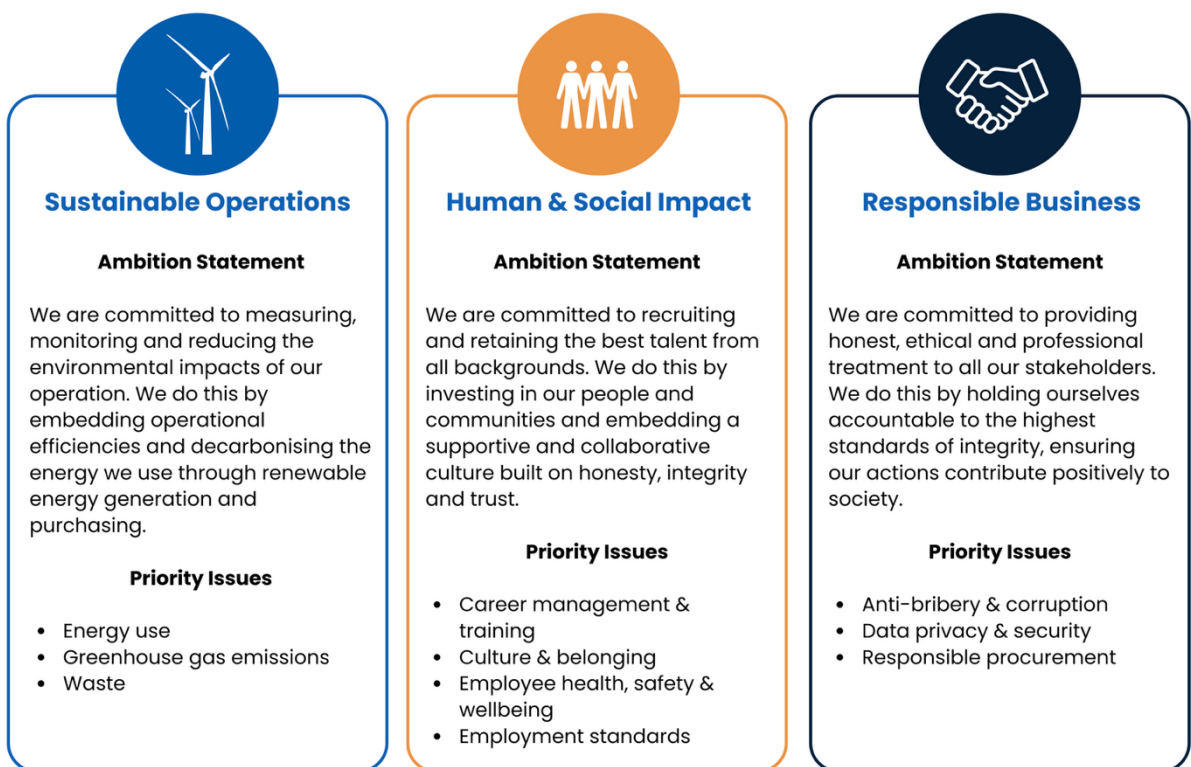 Sustainable Operations
Ambition Statement
We are committed to measuring,
monitoring and reducing the
environmental impacts of our
operation. We do this by
embedding operational
efficiencies and decarbonising the
energy we use through renewable
energy generation and
purchasing.
Priority Issues
• Energy use
• Greenhouse gas emissions
• Waste
Human & Social Impact
Ambition Statement
We are committed to recruiting
and retaining the best talent from
all backgrounds. We do this by
investing in our people and
communities and embedding a
supportive and collaborative
culture built on honesty, integrity
and trust.
Priority Issues
• Career management &
training
• Culture & belonging
• Employee health, safety &
wellbeing
• Employment standards
Responsible Business
Ambition Statement
We are committed to providing
honest, ethical and professional
treatment to all our stakeholders.
We do this by holding ourselves
accountable to the highest
standards of integrity, ensuring
our actions contribute positively to
society.
Priority Issues
• Anti-bribery & corruption
• Data privacy & security
• Responsible procurement